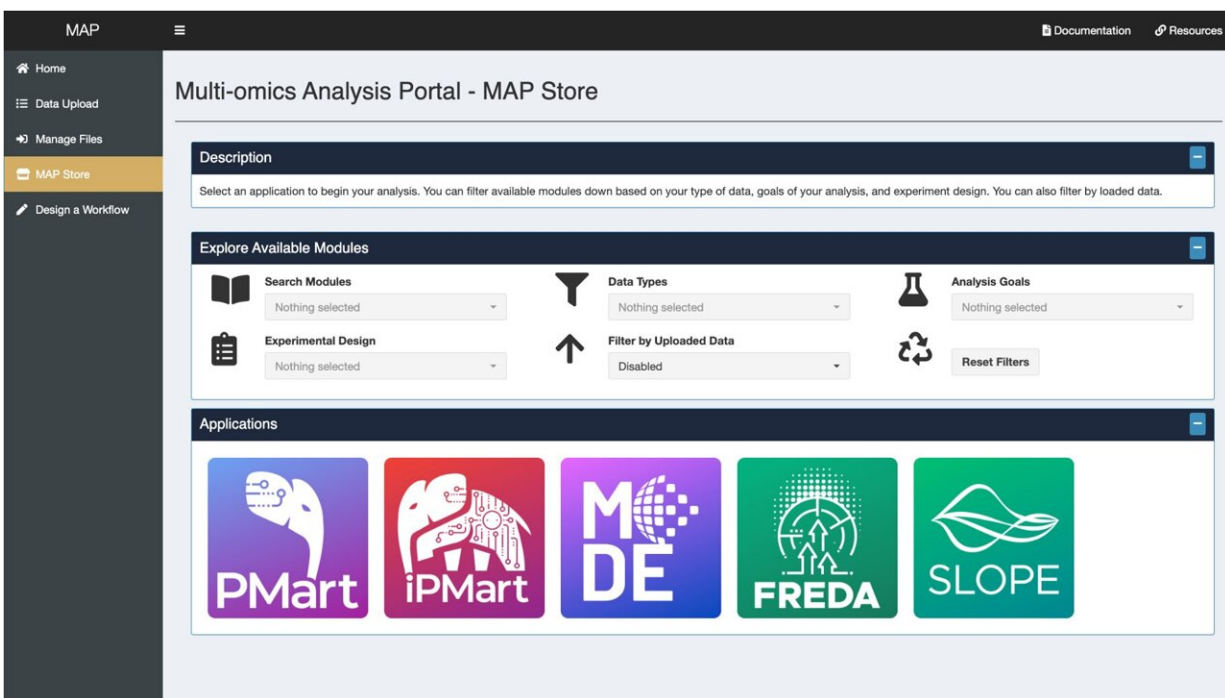 MAP
Documentation
Resources
Home
Data Upload
Manage Files
MAP Store
Design a Workflow
Multi-omics Analysis Portal - MAP Store
Description
Select an application to begin your analysis. You can filter available modules down based on your type of data, goals of your analysis, and experiment design. You can also filter by loaded data.
Explore Available Modules
Search Modules
Nothing selected
Data Types
Nothing selected
Analysis Goals
Nothing selected
Experimental Design
Nothing selected
Filter by Uploaded Data
Disabled
Reset Filters
Applications
PMart
iPMart
MODE
FREDA
SLOPE